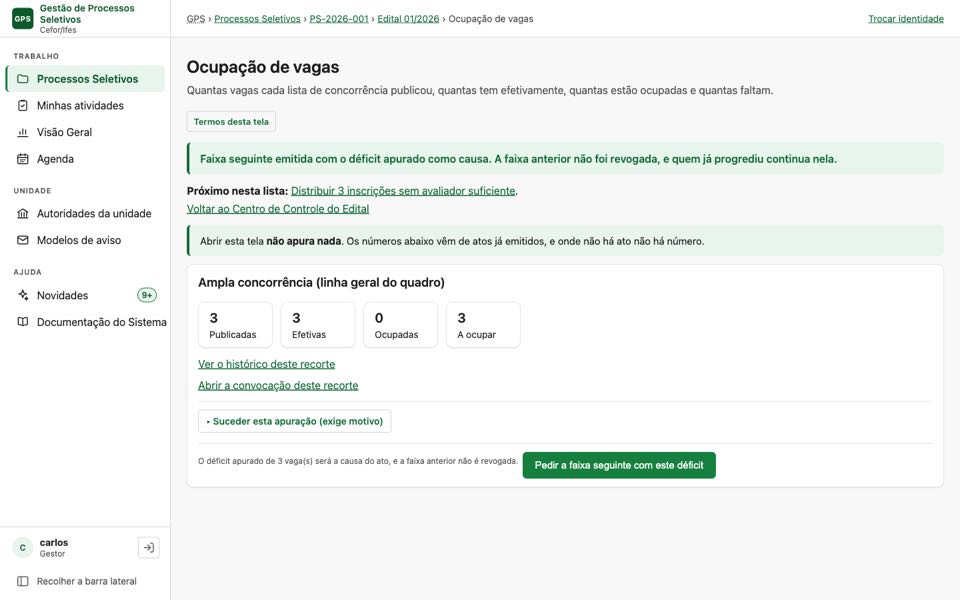 GPS
Gestão de Processos
Seletivos
Cefor/Ifes
GPS › Processos Seletivos › PS-2026-001 › Edital 01/2026 › Ocupação de vagas
Trocar identidade
TRABALHO
Processos Seletivos
Minhas atividades
Visão Geral
Agenda
UNIDADE
Autoridades da unidade
Modelos de aviso
AJUDA
Novidades
9+
Documentação do Sistema
Ocupação de vagas
Quantas vagas cada lista de concorrência publicou, quantas tem efetivamente, quantas estão ocupadas e quantas faltam.
Termos desta tela
Faixa seguinte emitida com o déficit apurado como causa. A faixa anterior não foi revogada, e quem já progrediu continua nela.
Próximo nesta lista: Distribuir 3 inscrições sem avaliador suficiente.
Voltar ao Centro de Controle do Edital
Abrir esta tela não apura nada. Os números abaixo vêm de atos já emitidos, e onde não há ato não há número.
Ampla concorrência (linha geral do quadro)
3
Publicadas
3
Efetivas
0
Ocupadas
3
A ocupar
Ver o histórico deste recorte
Abrir a convocação deste recorte
▸ Suceder esta apuração (exige motivo)
O déficit apurado de 3 vaga(s) será a causa do ato, e a faixa anterior não é revogada.
Pedir a faixa seguinte com este déficit
C
carlos
Gestor
Recolher a barra lateral